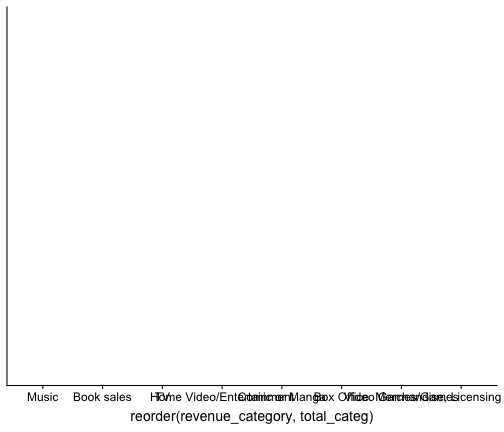 Music Book sales TV Home Video/Entertainment Comic or Manga Box Office Video Games/Games Merchandise, Licensing
reorder(revenue_category, total_categ)